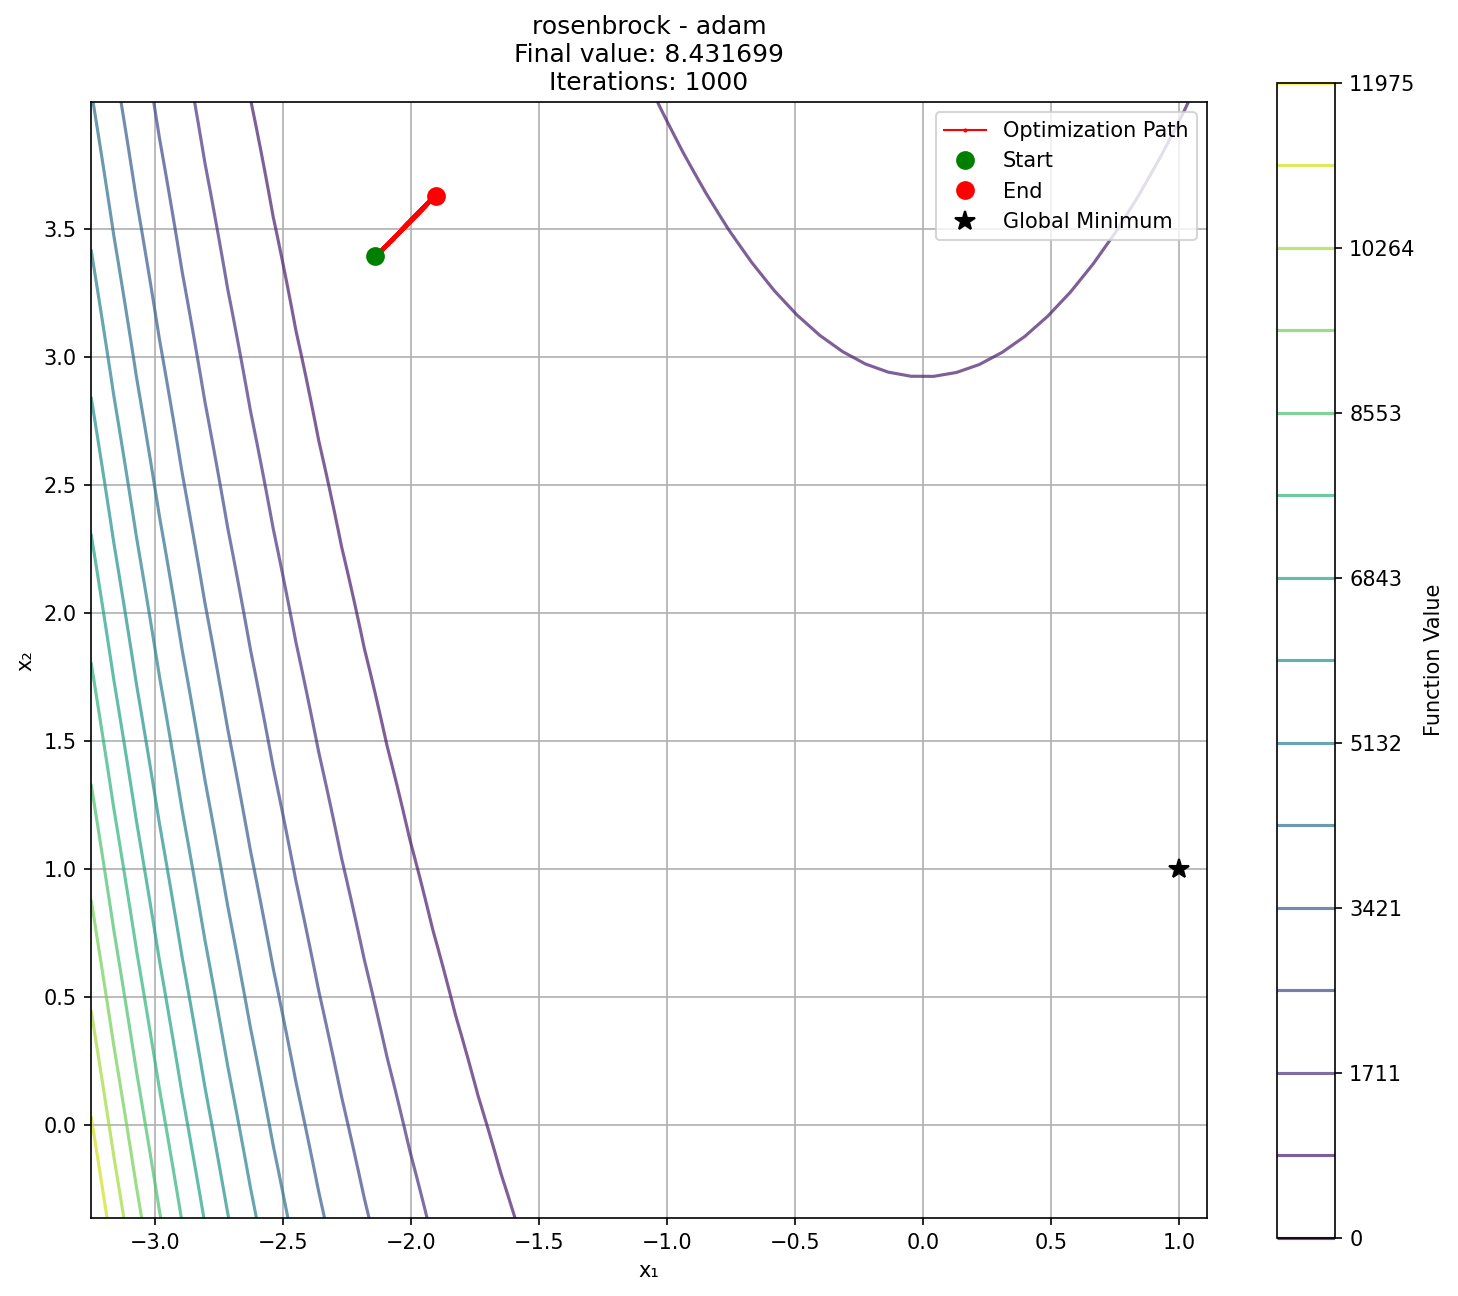 rosenbrock - adam
Final value: 8.431699
Iterations: 1000
Optimization Path
Start
End
Global Minimum
3.5
3.0
2.5
2.0
1.5
1.0
0.5
0.0
x₂
−3.0
−2.5
−2.0
−1.5
−1.0
−0.5
0.0
0.5
1.0
x₁
11975
10264
8553
6843
5132
3421
1711
0
Function Value